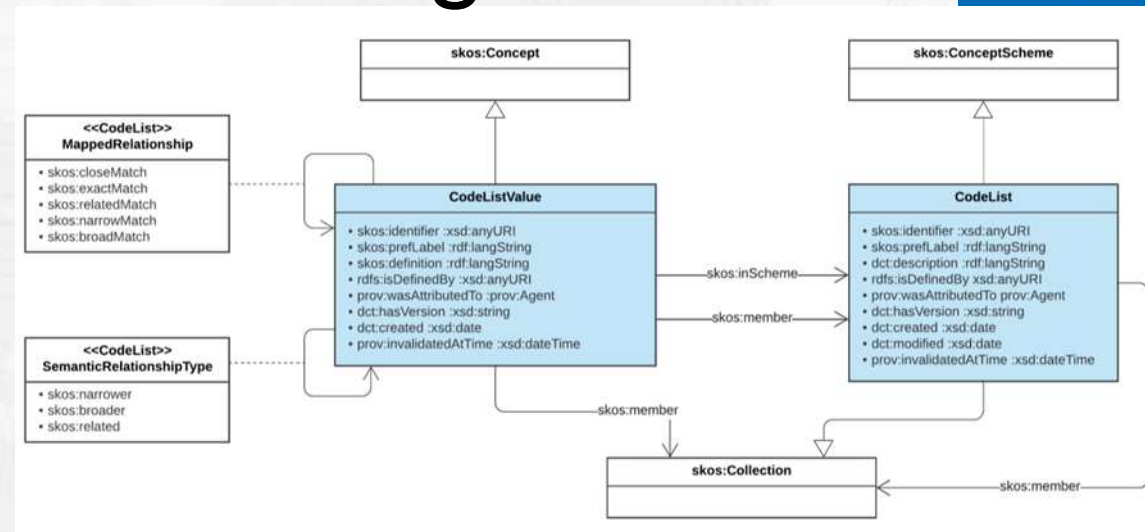 skos:Concept
skos:ConceptScheme
<<CodeList>>
MappedRelationship
• skos:closeMatch
• skos:exactMatch
• skos:relatedMatch
• skos:narrowMatch
• skos:broadMatch
CodeListValue
• skos:identifier :xsd:anyURI
• skos:prefLabel :rdf:langString
• skos:definition :rdf:langString
• rdfs:isDefinedBy :xsd:anyURI
• prov:wasAttributedTo :prov:Agent
• dct:hasVersion :xsd:string
• dct:created :xsd:date
• prov:invalidatedAtTime :xsd:dateTime
skos:inScheme
skos:member
CodeList
• skos:identifier :xsd:anyURI
• skos:prefLabel :rdf:langString
• dct:description :rdf:langString
• rdfs:isDefinedBy xsd:anyURI
• prov:wasAttributedTo prov:Agent
• dct:hasVersion :xsd:string
• dct:created :xsd:date
• dct:modified :xsd:date
• prov:invalidatedAtTime :xsd:dateTime
<<CodeList>>
SemanticRelationshipType
• skos:narrower
• skos:broader
• skos:related
skos:member
skos:Collection
skos:member